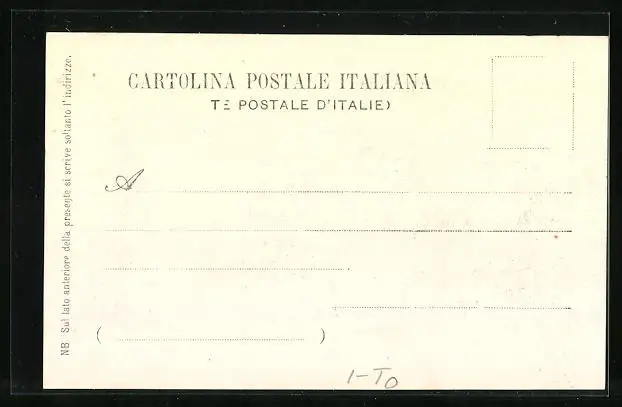 CARTOLINA POSTALE ITALIANA
TE POSTALE D'ITALIE)
A
( )
NB Sul lato anteriore della presente si scrive soltanto l'indirizzo.
I-TO